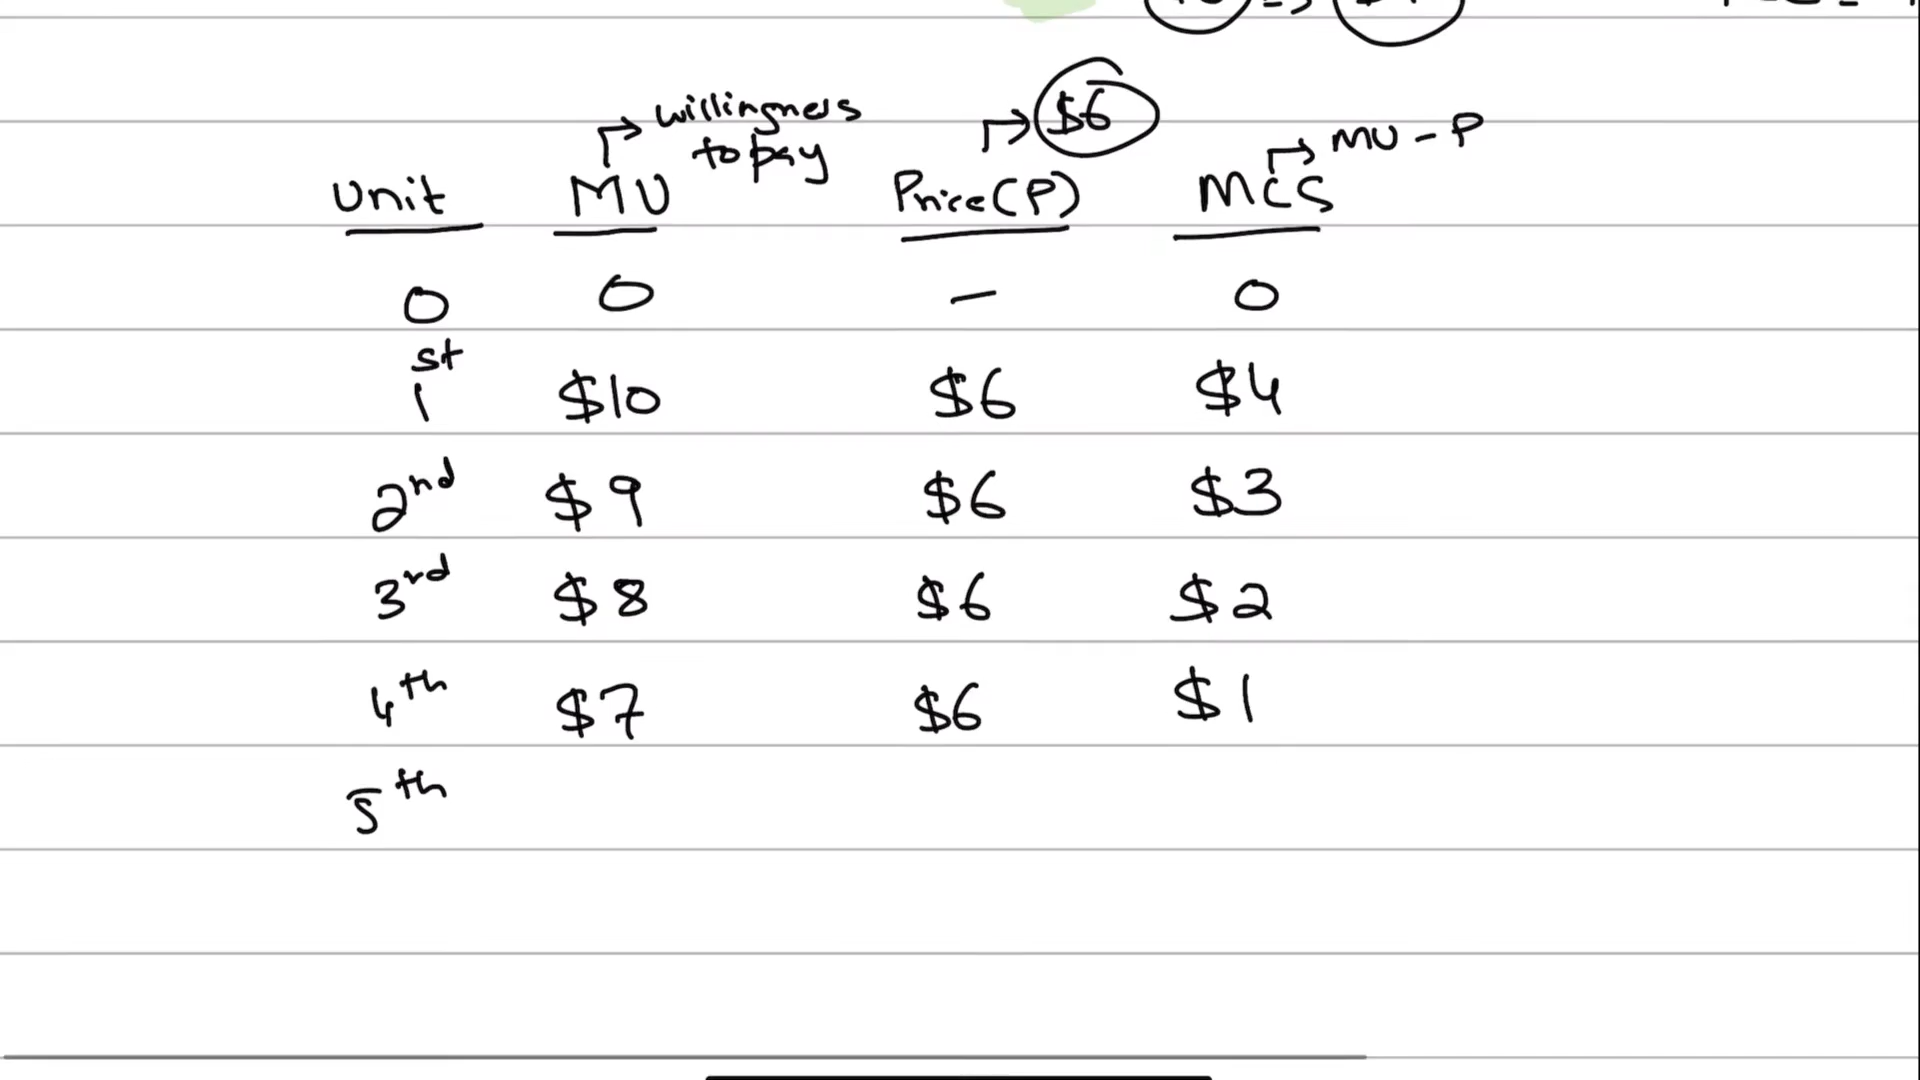 willingness
to pay
$6
MU - P
Unit MU Price(P) MCS
0 0 - 0
1st $10 $6 $4
2nd $9 $6 $3
3rd $8 $6 $2
4th $7 $6 $1
5th